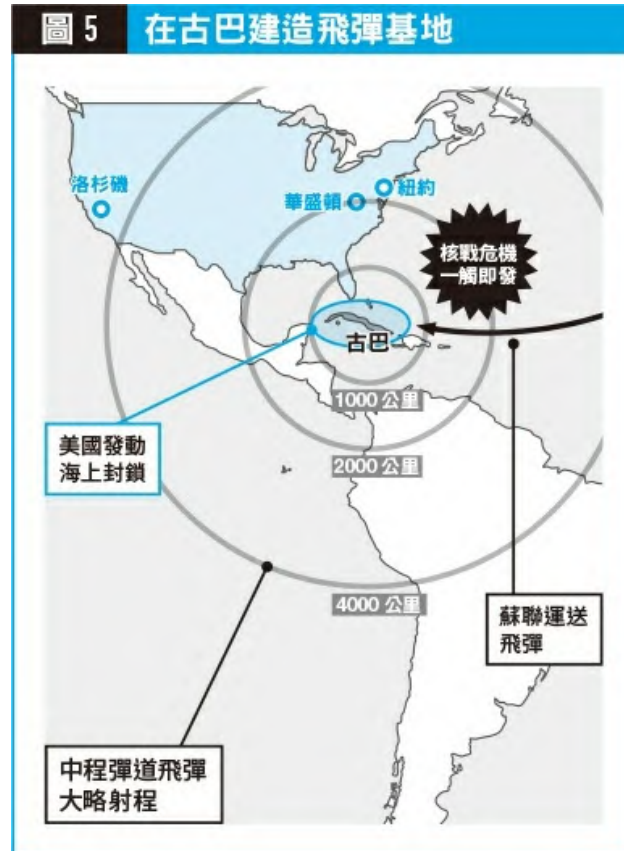 圖 5 在古巴建造飛彈基地
洛杉磯
華盛頓
紐約
核戰危機
一觸即發
古巴
1000 公里
美國發動
海上封鎖
2000 公里
4000 公里
蘇聯運送
飛彈
中程彈道飛彈
大略射程